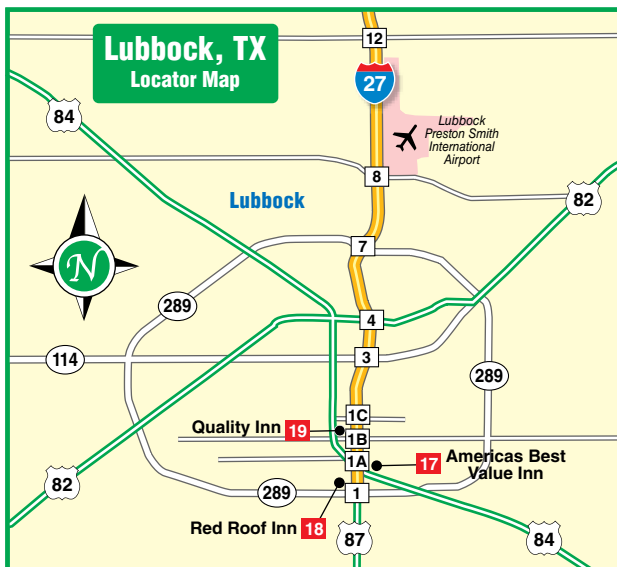 Lubbock, TX
Locator Map
12
27
84
Lubbock
Preston Smith
International
Airport
8
82
Lubbock
7
N
289
4
114
3
289
1C
Quality Inn 19
1B
1A
17 Americas Best
Value Inn
82
289
1
Red Roof Inn 18
87
84